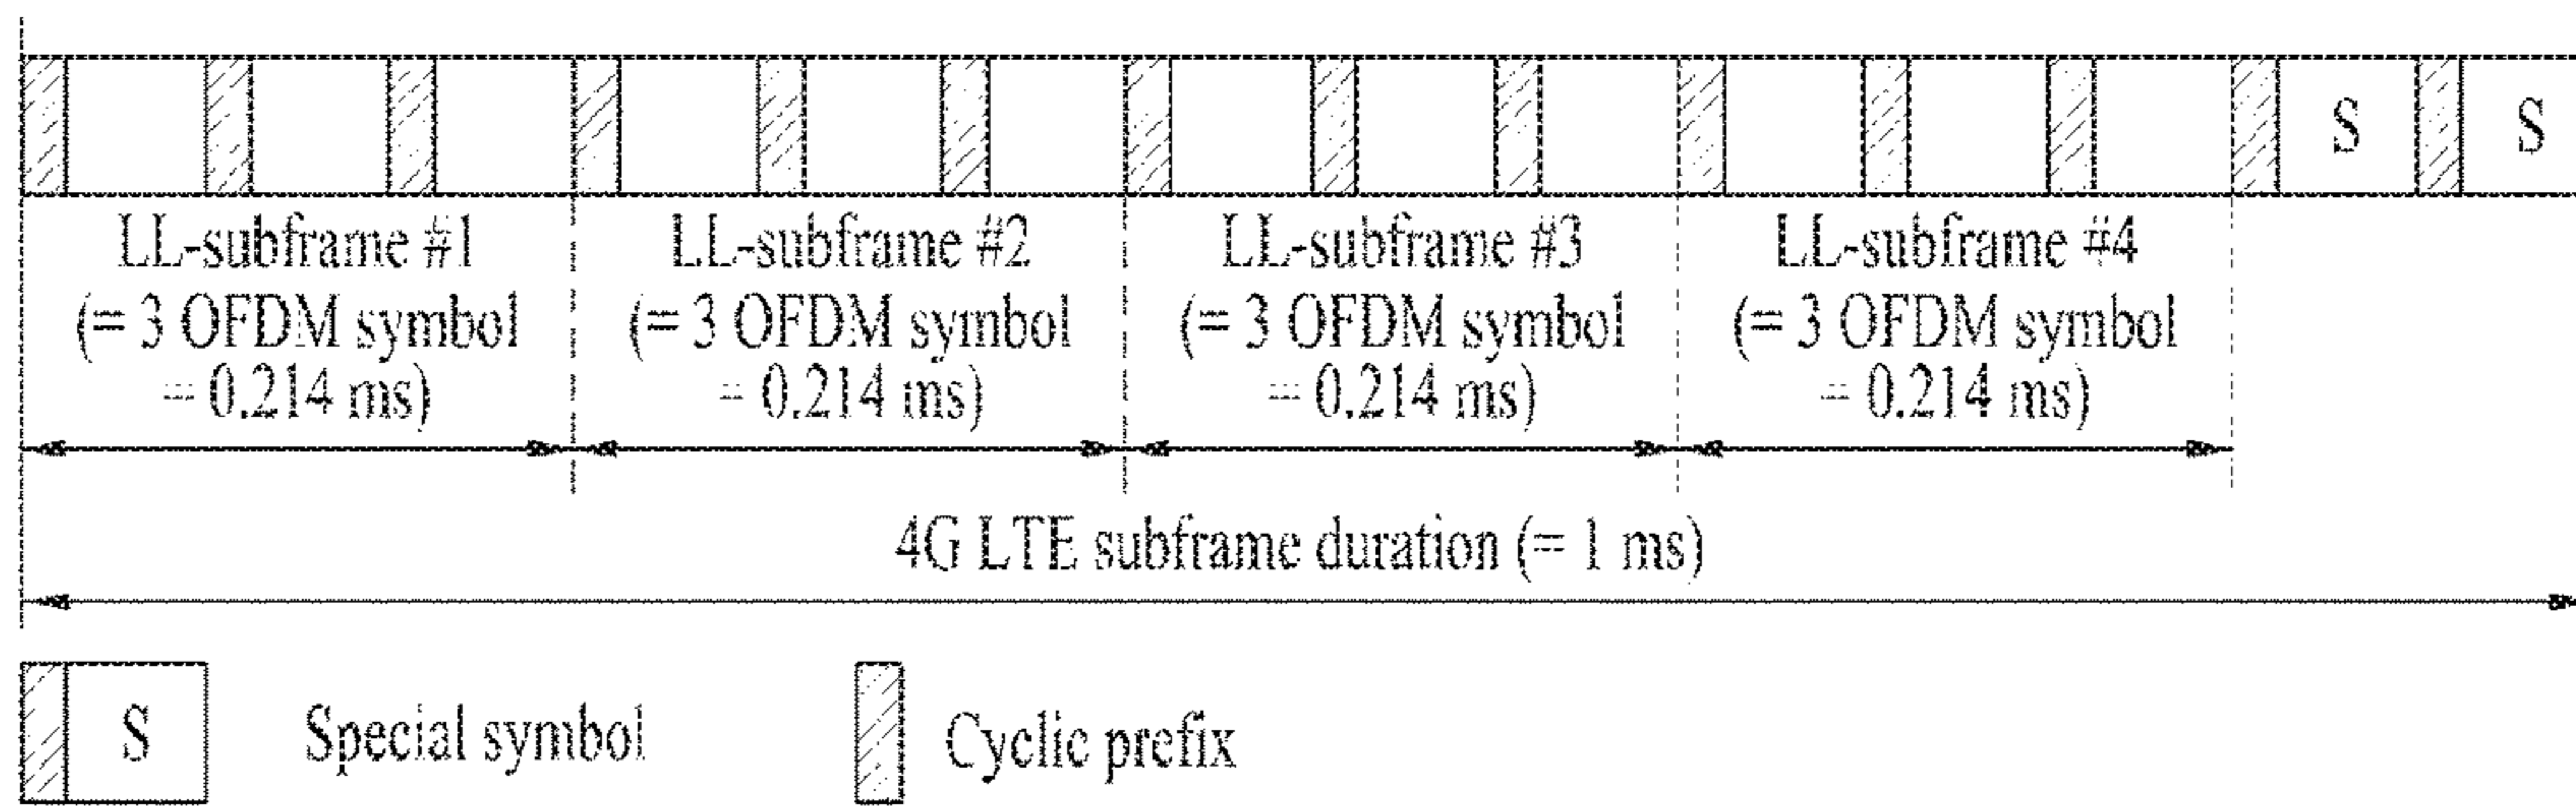 S S
LL-subframe #1 LL-subframe #2 LL-subframe #3 LL-subframe #4
(= 3 OFDM symbol (= 3 OFDM symbol (= 3 OFDM symbol (= 3 OFDM symbol
= 0.214 ms) = 0.214 ms) = 0.214 ms) = 0.214 ms)
4G LTE subframe duration (= 1 ms)
S Special symbol Cyclic prefix